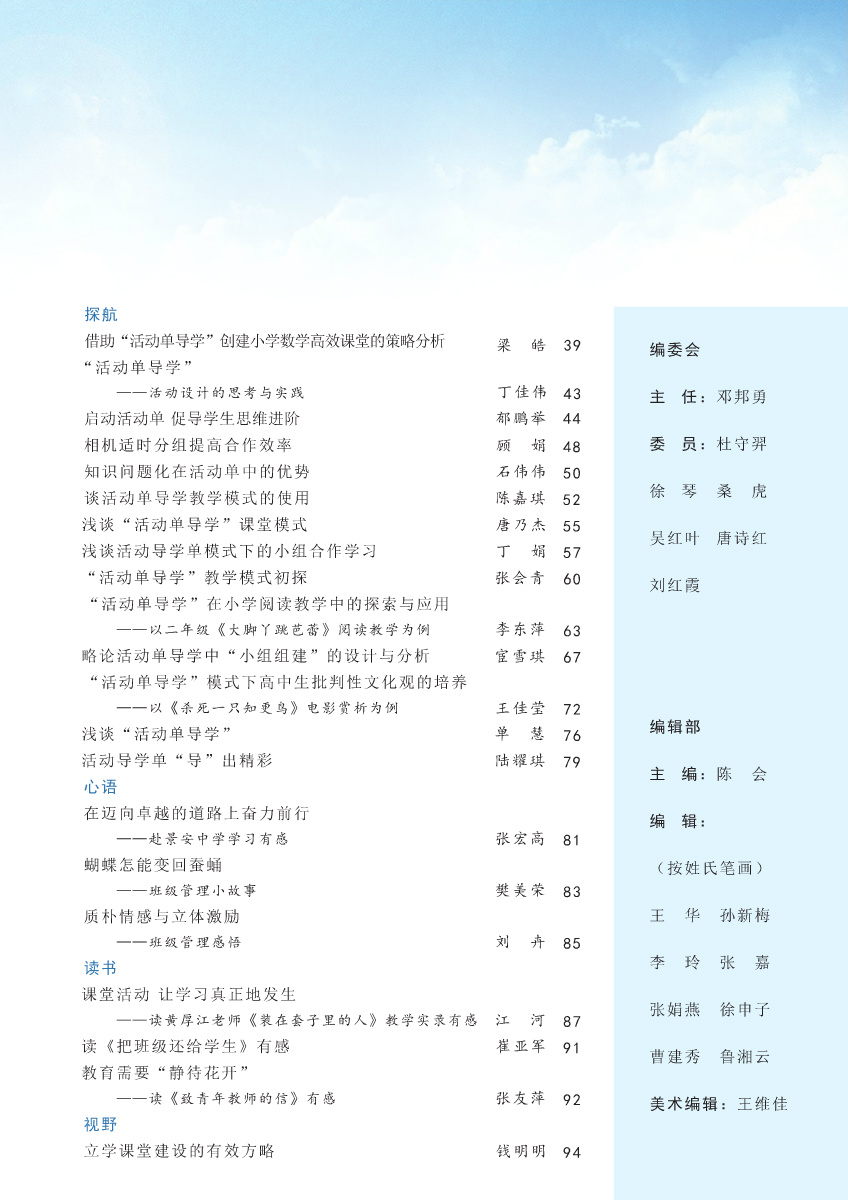 探航
借助“活动单导学”创建小学数学高效课堂的策略分析 梁　皓 39
“活动单导学”
——活动设计的思考与实践 丁佳伟 43
启动活动单 促导学生思维进阶 郁鹏举 44
相机适时分组提高合作效率 顾　娟 48
知识问题化在活动单中的优势 石伟伟 50
谈活动单导学教学模式的使用 陈嘉琪 52
浅谈“活动单导学”课堂模式 唐乃杰 55
浅谈活动导学单模式下的小组合作学习 丁　娟 57
“活动单导学”教学模式初探 张会青 60
“活动单导学”在小学阅读教学中的探索与应用
——以二年级《大脚丫跳芭蕾》阅读教学为例 李东萍 63
略论活动单导学中“小组组建”的设计与分析 宦雪琪 67
“活动单导学”模式下高中生批判性文化观的培养
——以《杀死一只知更鸟》电影赏析为例 王佳莹 72
浅谈“活动单导学” 单　慧 76
活动导学单“导”出精彩 陆耀琪 79
心语
在迈向卓越的道路上奋力前行
——赴景安中学学习有感 张宏高 81
蝴蝶怎能变回蚕蛹
——班级管理小故事 樊美荣 83
质朴情感与立体激励
——班级管理感悟 刘　卉 85
读书
课堂活动 让学习真正地发生
——读黄厚江老师《装在套子里的人》教学实录有感 江　河 87
读《把班级还给学生》有感 崔亚军 91
教育需要“静待花开”
——读《致青年教师的信》有感 张友萍 92
视野
立学课堂建设的有效方略 钱明明 94
编委会
主　任：邓邦勇
委　员：杜守羿
徐　琴　桑　虎
吴红叶　唐诗红
刘红霞
编辑部
主　编：陈　会
编　辑：
（按姓氏笔画）
王　华　孙新梅
李　玲　张　嘉
张娟燕　徐申子
曹建秀　鲁湘云
美术编辑：王维佳